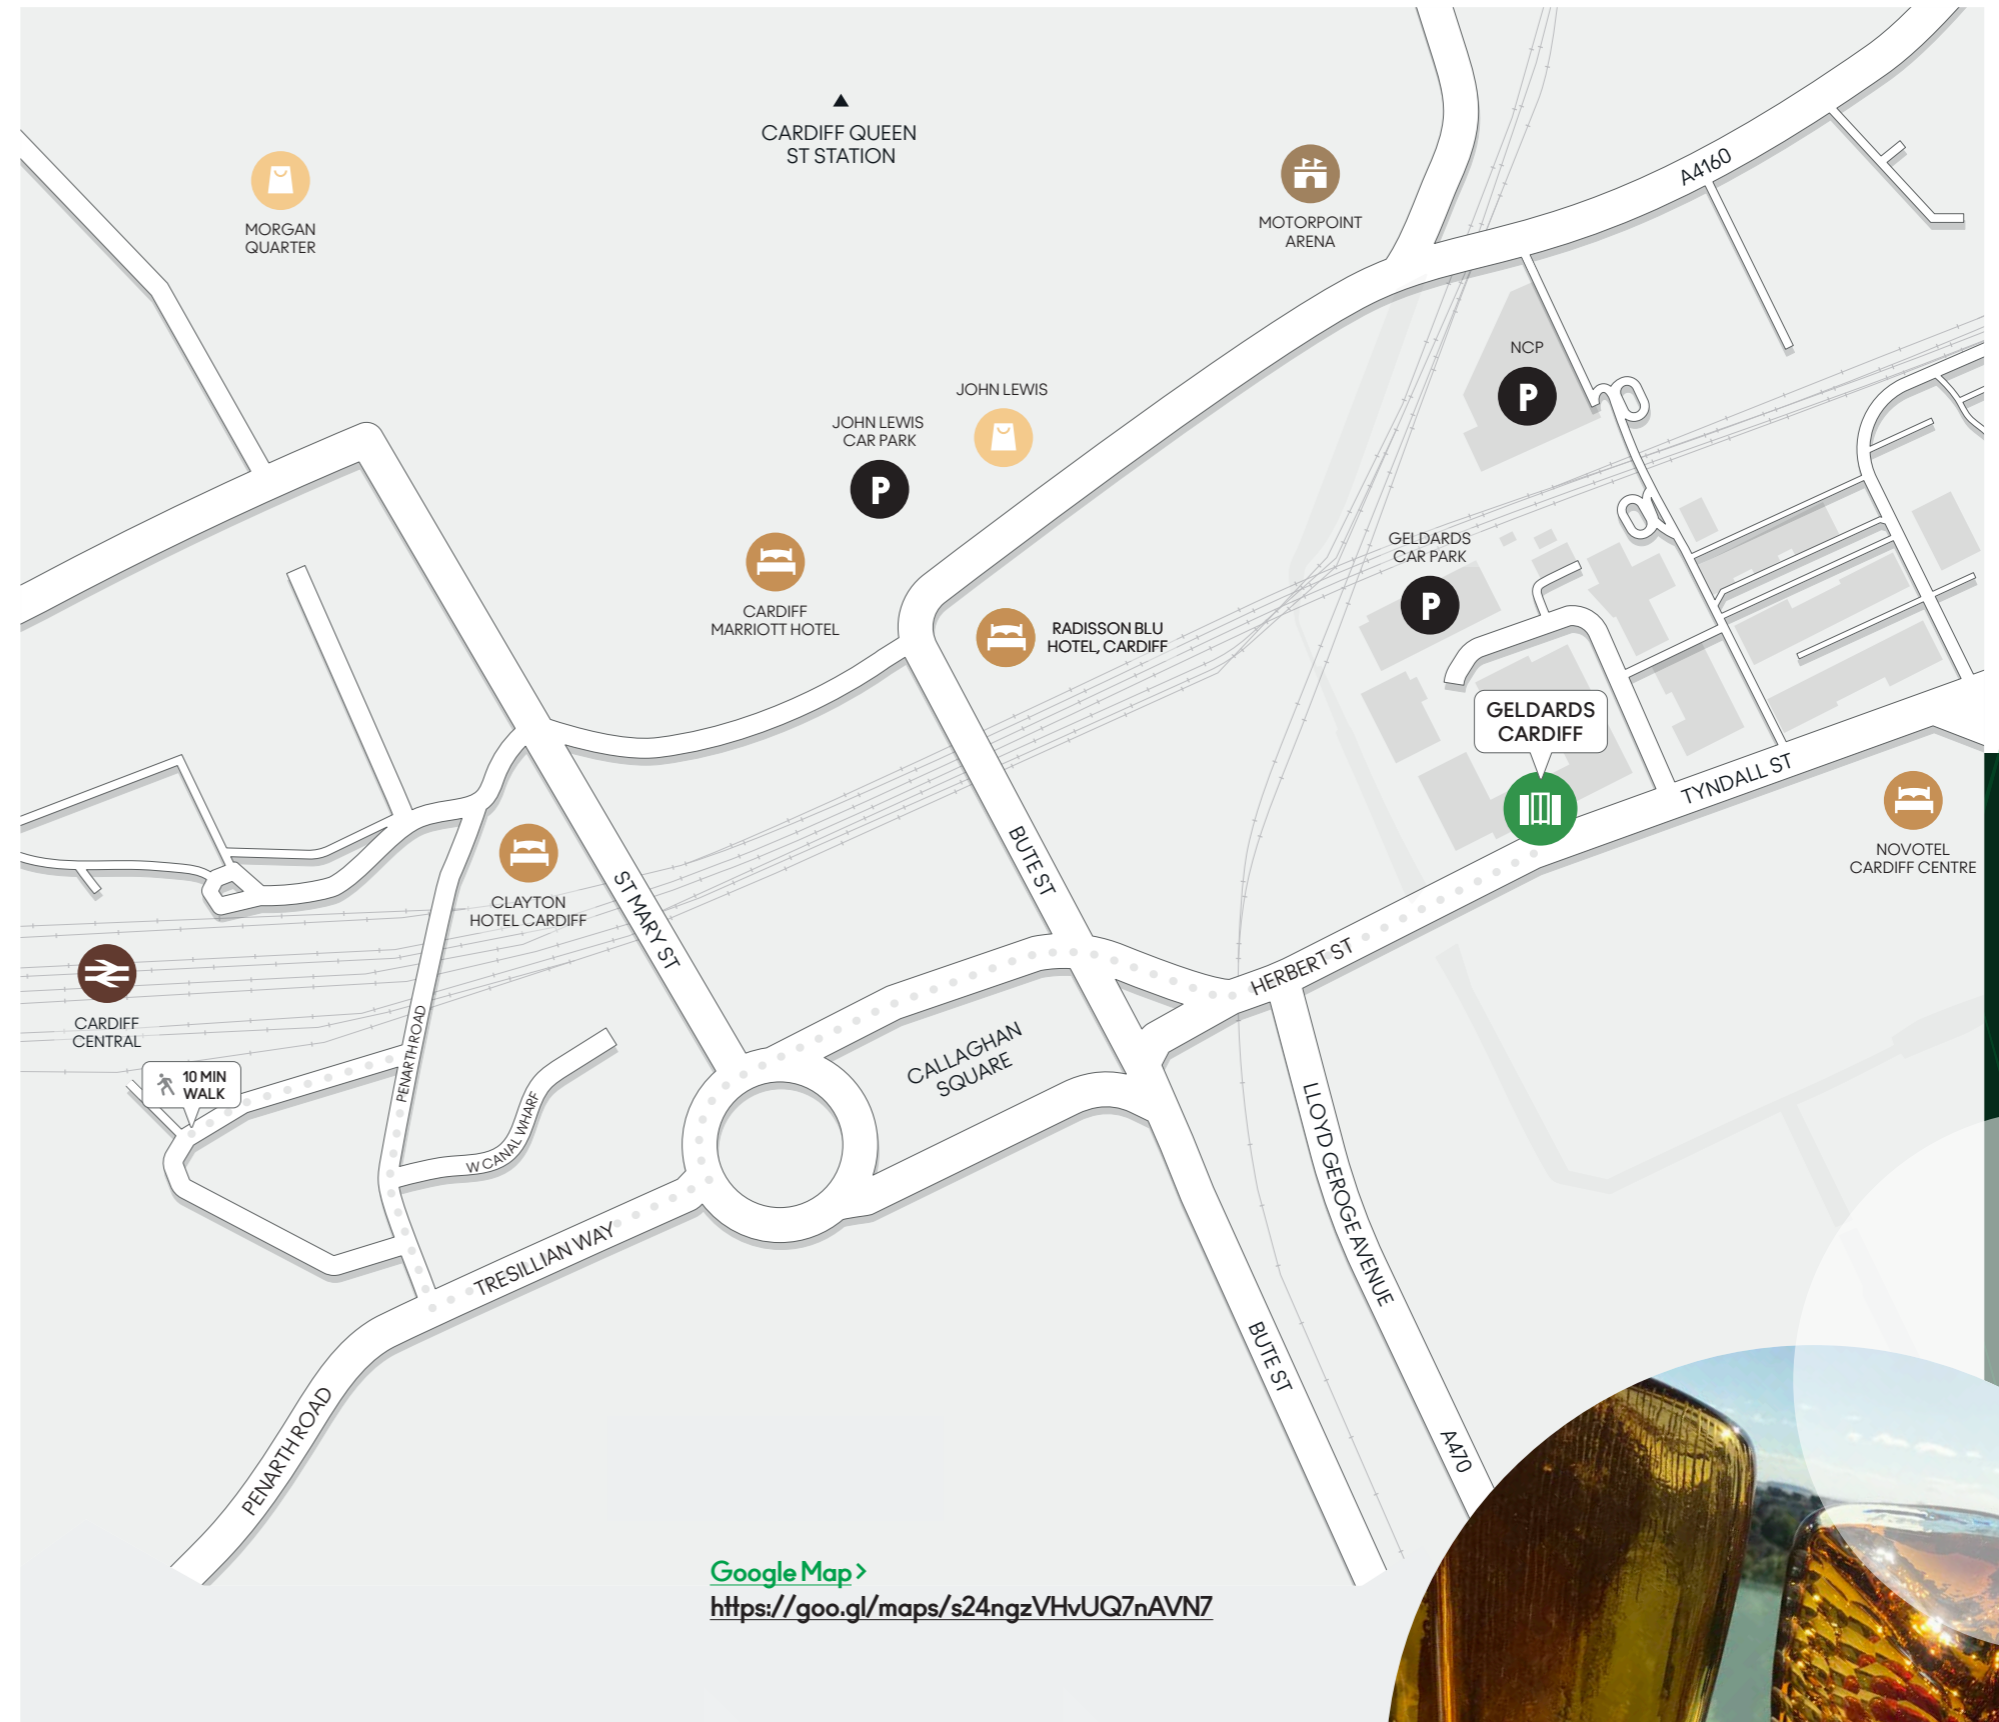 CARDIFF QUEEN
ST STATION
MORGAN
QUARTER
MOTORPOINT
ARENA
A4160
NCP
P
JOHN LEWIS
JOHN LEWIS
CAR PARK
P
GELDARDS
CAR PARK
P
CARDIFF
MARRIOTT HOTEL
RADISSON BLU
HOTEL, CARDIFF
GELDARDS
CARDIFF
TYNDALL ST
NOVOTEL
CARDIFF CENTRE
CLAYTON
HOTEL CARDIFF
ST MARY ST
BUTE ST
HERBERT ST
CARDIFF
CENTRAL
10 MIN
WALK
PENARTH ROAD
W CANAL WHARF
CALLAGHAN
SQUARE
LLOYD GEROGE AVENUE
TRESILLIAN WAY
PENARTH ROAD
BUTE ST
A470
Google Map >
https://goo.gl/maps/s24ngzVHvUQ7nAVN7